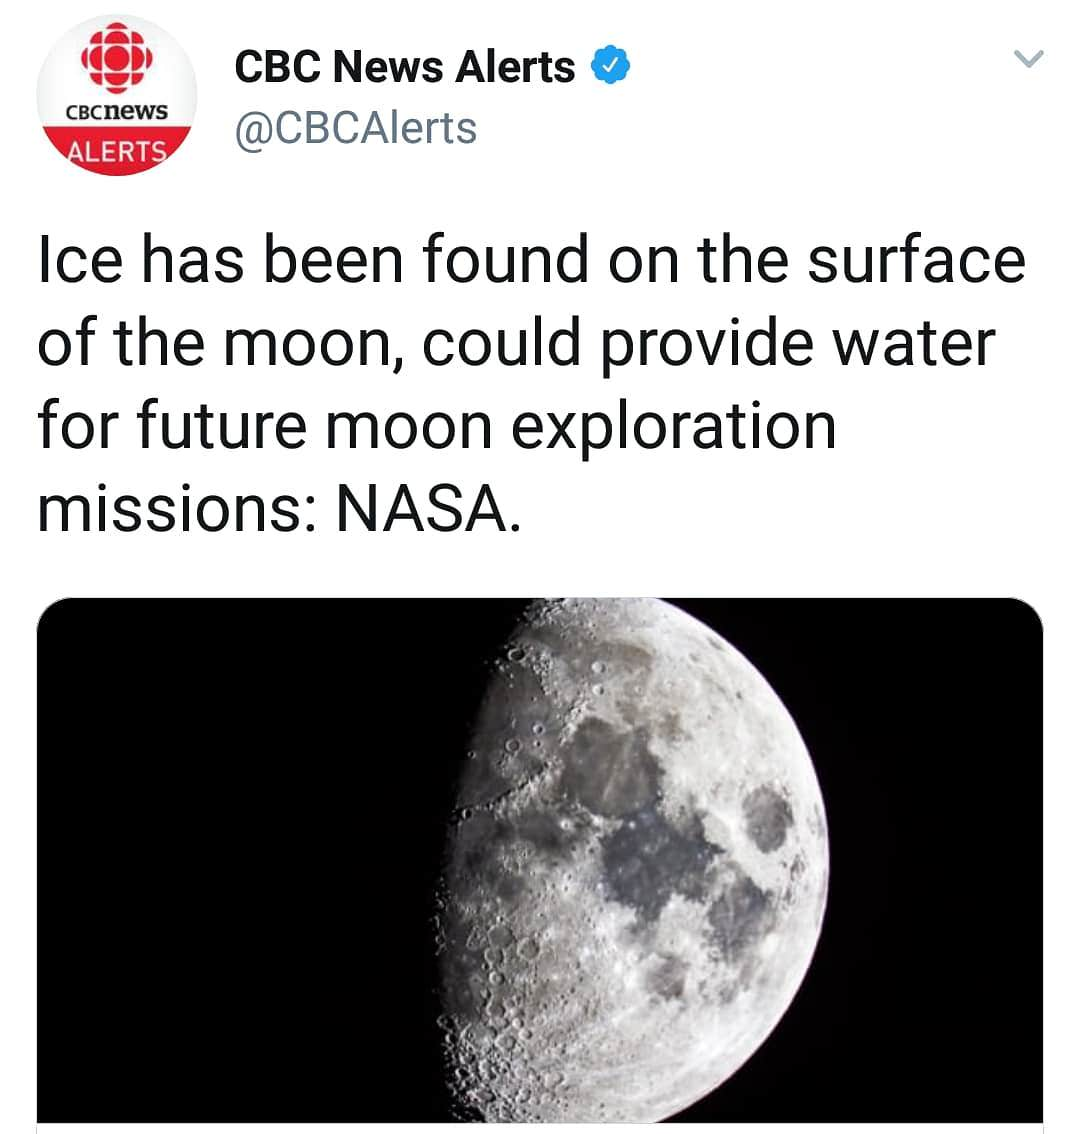 CBCnews
ALERTS
CBC News Alerts
@CBCAlerts
Ice has been found on the surface
of the moon, could provide water
for future moon exploration
missions: NASA.